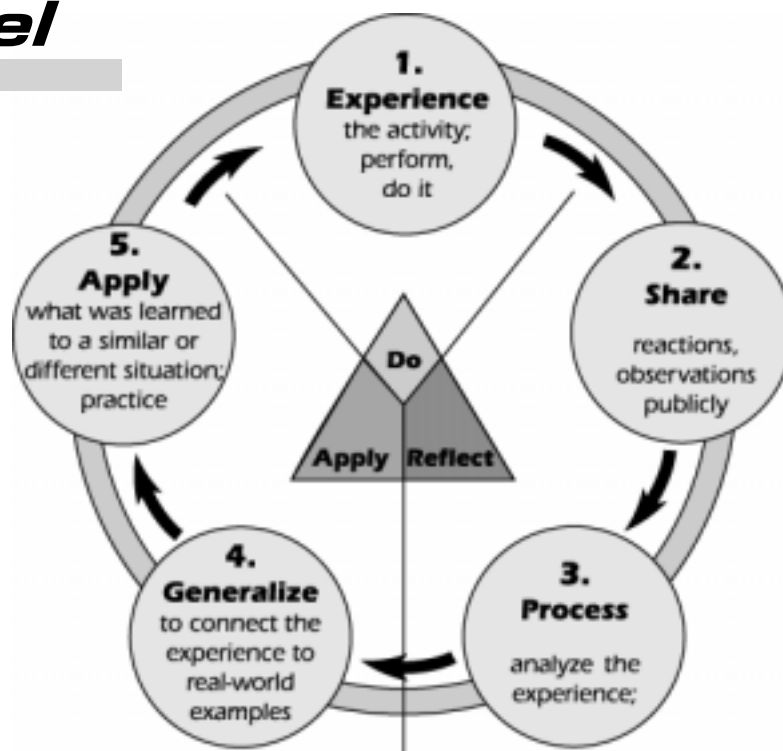 el
1.
Experience
the activity;
perform,
do it
2.
Share
reactions,
observations
publicly
3.
Process
analyze the
experience;
4.
Generalize
to connect the
experience to
real-world
examples
5.
Apply
what was learned
to a similar or
different situation;
practice
Do
Apply Reflect